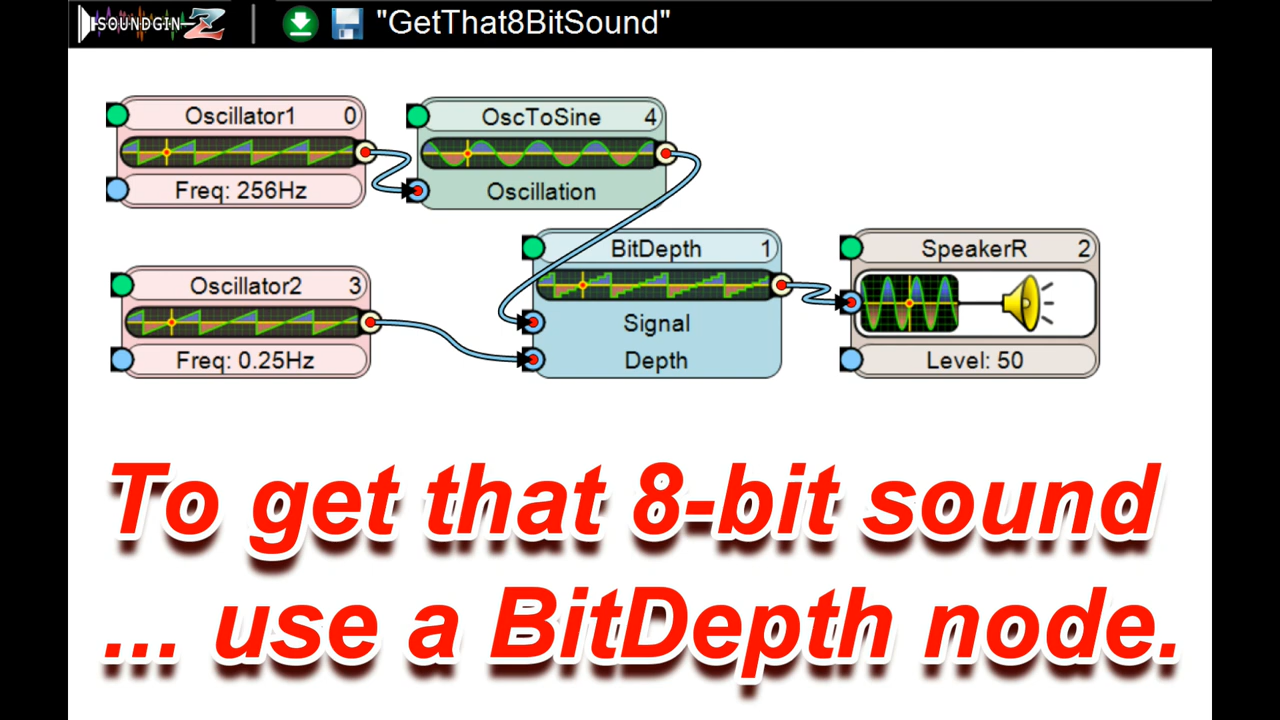 SOUNDGIN Z "GetThat8BitSound"
Oscillator1 0
Freq: 256Hz
OscToSine 4
Oscillation
Oscillator2 3
Freq: 0.25Hz
BitDepth 1
Signal
Depth
SpeakerR 2
Level: 50
To get that 8-bit sound
... use a BitDepth node.